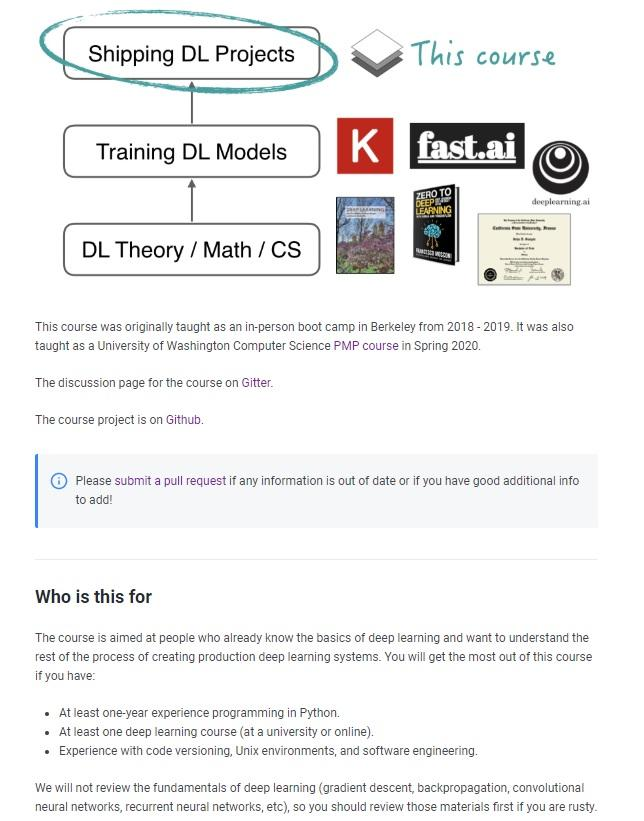 Shipping DL Projects
This course
Training DL Models
K
fast.ai
deeplearning.ai
DL Theory / Math / CS
DEEP LEARNING
ZERO TO
DEEP
LEARNING
FRANCESCO MOSCONI
California State University, Fresno
This course was originally taught as an in-person boot camp in Berkeley from 2018 - 2019. It was also
taught as a University of Washington Computer Science PMP course in Spring 2020.
The discussion page for the course on Gitter.
The course project is on Github.
Please submit a pull request if any information is out of date or if you have good additional info
to add!
Who is this for
The course is aimed at people who already know the basics of deep learning and want to understand the
rest of the process of creating production deep learning systems. You will get the most out of this course
if you have:
• At least one-year experience programming in Python.
• At least one deep learning course (at a university or online).
• Experience with code versioning, Unix environments, and software engineering.
We will not review the fundamentals of deep learning (gradient descent, backpropagation, convolutional
neural networks, recurrent neural networks, etc), so you should review those materials first if you are rusty.